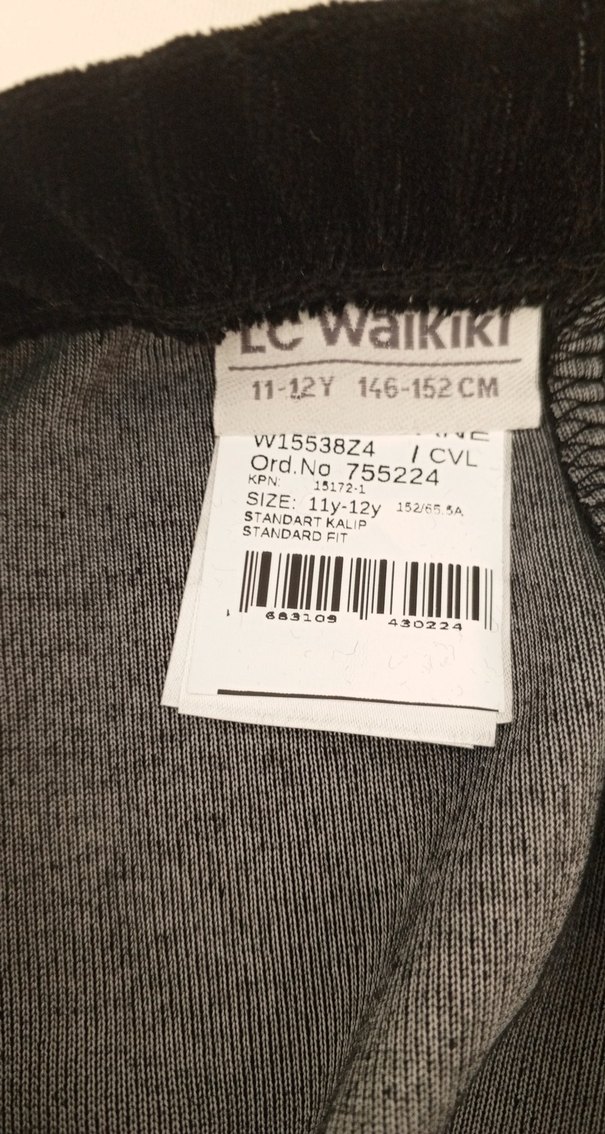 LC Waikiki
11-12Y 146-152 CM
W15538Z4 / CVL
Ord.No 755224
KPN: 15172-1
SIZE: 11y-12y 152/65.5A
STANDART KALIP
STANDARD FIT
683109 430224